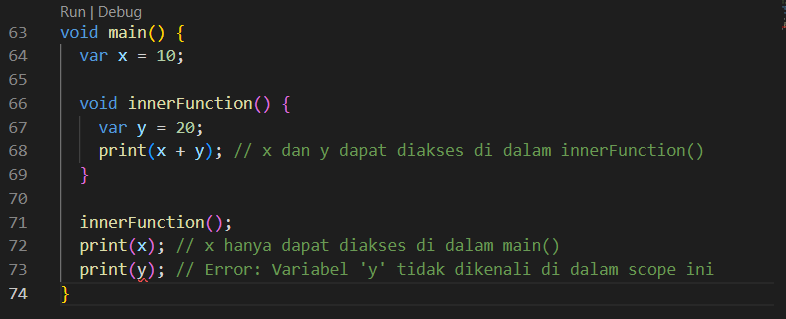 Run | Debug
63 void main() {
64 var x = 10;
65
66 void innerFunction() {
67 var y = 20;
68 print(x + y); // x dan y dapat diakses di dalam innerFunction()
69 }
70
71 innerFunction();
72 print(x); // x hanya dapat diakses di dalam main()
73 print(y); // Error: Variabel 'y' tidak dikenali di dalam scope ini
74 }